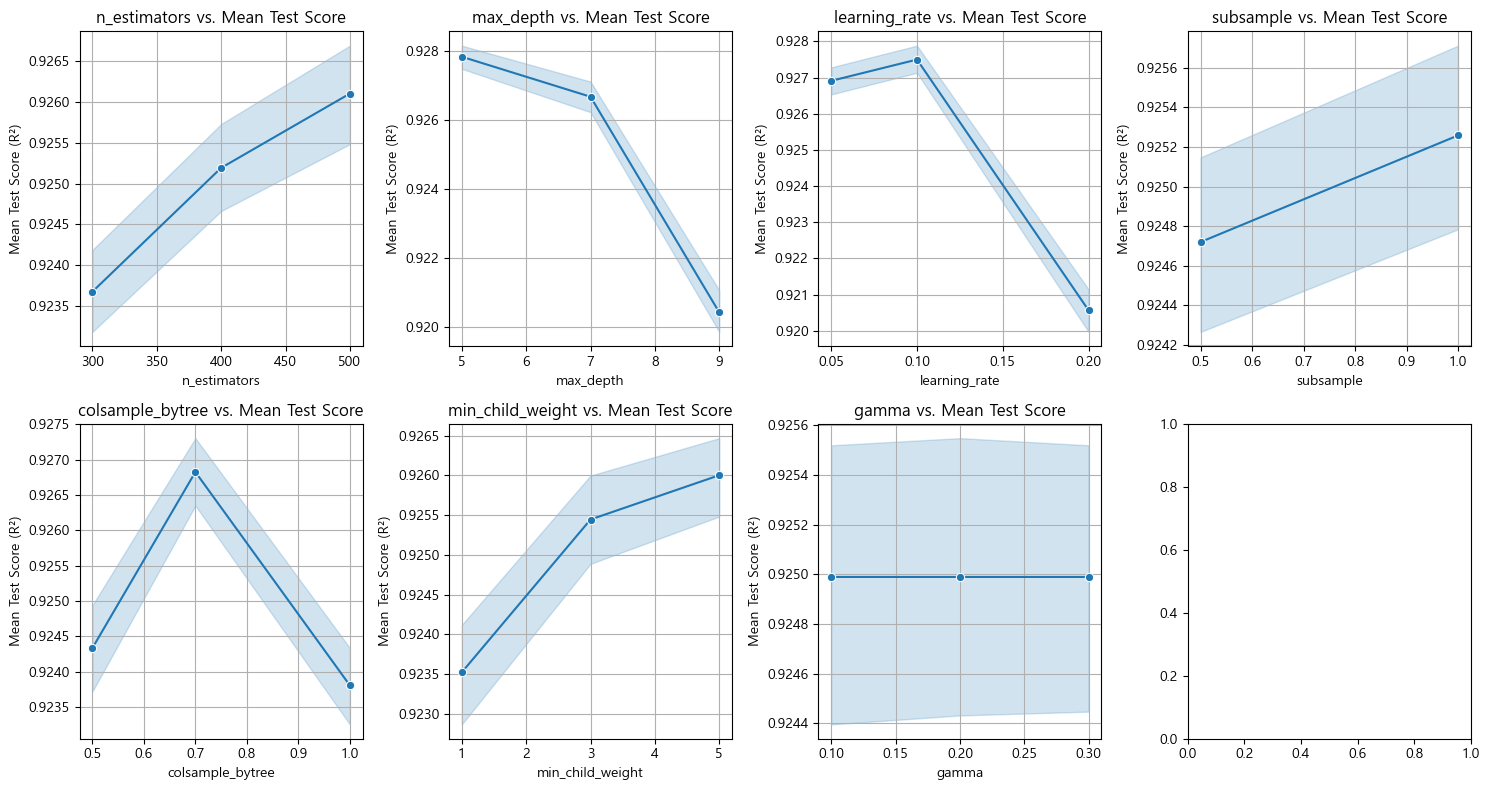 n_estimators vs. Mean Test Score
Mean Test Score (R²)
0.9265
0.9260
0.9255
0.9250
0.9245
0.9240
0.9235
300 350 400 450 500
n_estimators
max_depth vs. Mean Test Score
Mean Test Score (R²)
0.928
0.926
0.924
0.922
0.920
5 6 7 8 9
max_depth
learning_rate vs. Mean Test Score
Mean Test Score (R²)
0.928
0.927
0.926
0.925
0.924
0.923
0.922
0.921
0.920
0.05 0.10 0.15 0.20
learning_rate
subsample vs. Mean Test Score
Mean Test Score (R²)
0.9256
0.9254
0.9252
0.9250
0.9248
0.9246
0.9244
0.9242
0.5 0.6 0.7 0.8 0.9 1.0
subsample
colsample_bytree vs. Mean Test Score
Mean Test Score (R²)
0.9275
0.9270
0.9265
0.9260
0.9255
0.9250
0.9245
0.9240
0.9235
0.5 0.6 0.7 0.8 0.9 1.0
colsample_bytree
min_child_weight vs. Mean Test Score
Mean Test Score (R²)
0.9265
0.9260
0.9255
0.9250
0.9245
0.9240
0.9235
0.9230
1 2 3 4 5
min_child_weight
gamma vs. Mean Test Score
Mean Test Score (R²)
0.9256
0.9254
0.9252
0.9250
0.9248
0.9246
0.9244
0.10 0.15 0.20 0.25 0.30
gamma
1.0
0.8
0.6
0.4
0.2
0.0
0.0 0.2 0.4 0.6 0.8 1.0